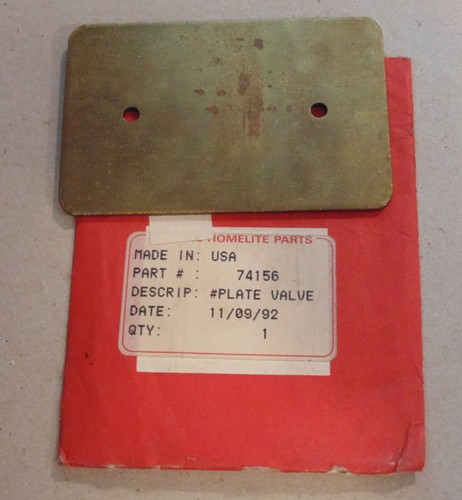 HOMELITE PARTS
MADE IN: USA
PART # : 74156
DESCRIP: #PLATE VALVE
DATE: 11/09/92
QTY: 1